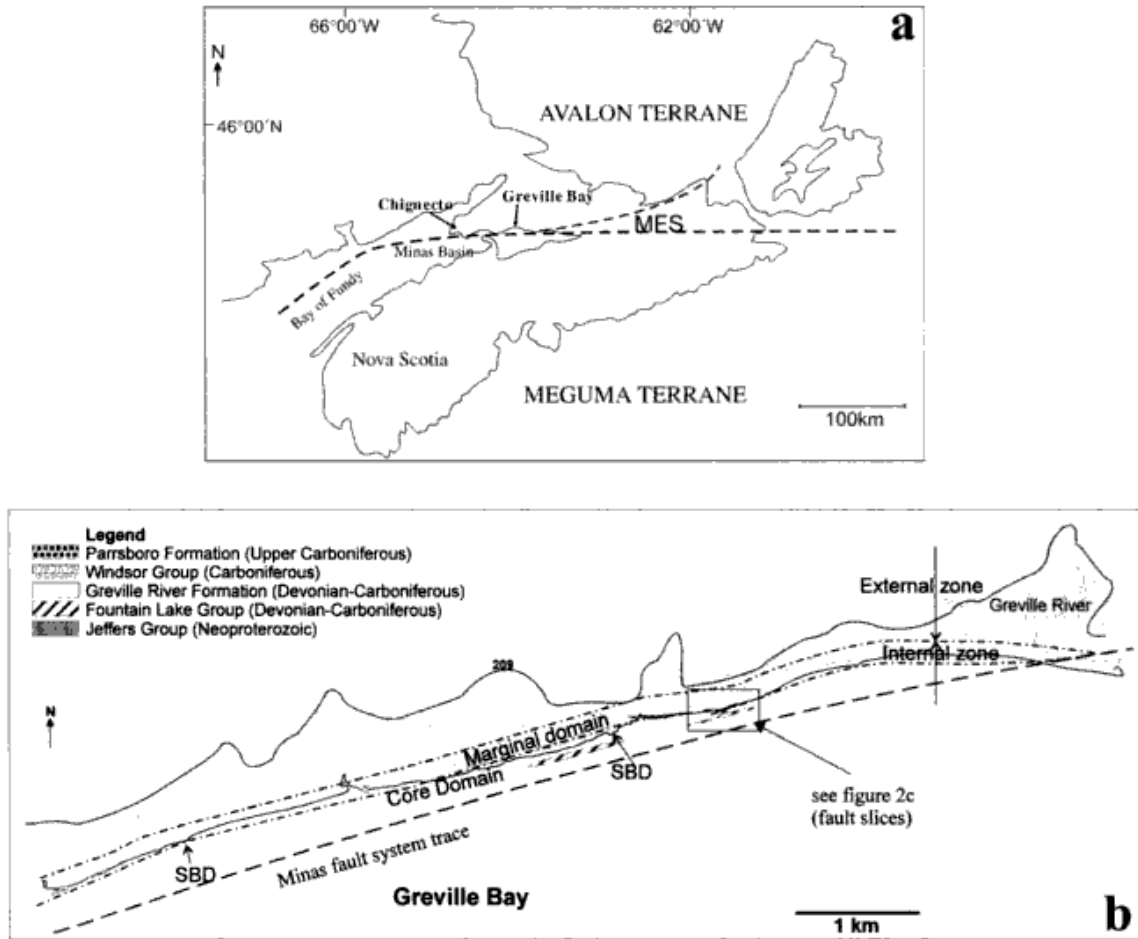 66°00´W
62°00´W
a
N
AVALON TERRANE
46°00´N
Chignecto
Greville Bay
MFS
Minas Basin
Bay of Fundy
Nova Scotia
MEGUMA TERRANE
100km
Legend
Parrsboro Formation (Upper Carboniferous)
Windsor Group (Carboniferous)
Greville River Formation (Devonian-Carboniferous)
Fountain Lake Group (Devonian-Carboniferous)
Jeffers Group (Neoproterozoic)
External zone
Greville River
Internal zone
209
N
Marginal domain
SBD
Core Domain
see figure 2c
(fault slices)
SBD
Minas fault system trace
Greville Bay
1 km
b